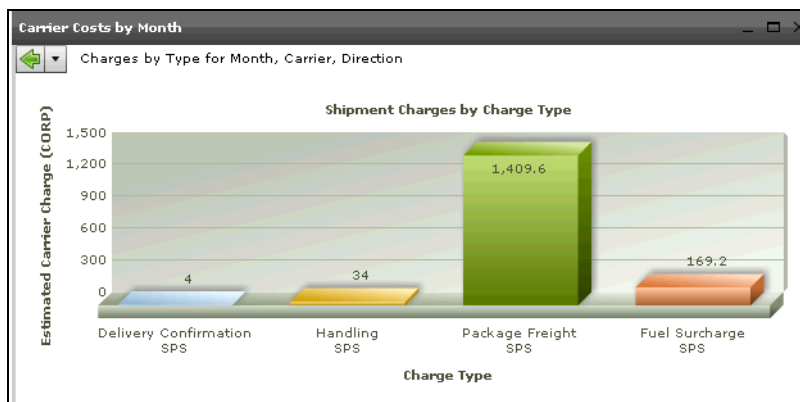 Carrier Costs by Month
Charges by Type for Month, Carrier, Direction
Shipment Charges by Charge Type
Estimated Carrier Charge (CORP)
1,500
1,200
900
600
300
0
4
34
1,409.6
169.2
Delivery Confirmation
SPS
Handling
SPS
Package Freight
SPS
Fuel Surcharge
SPS
Charge Type